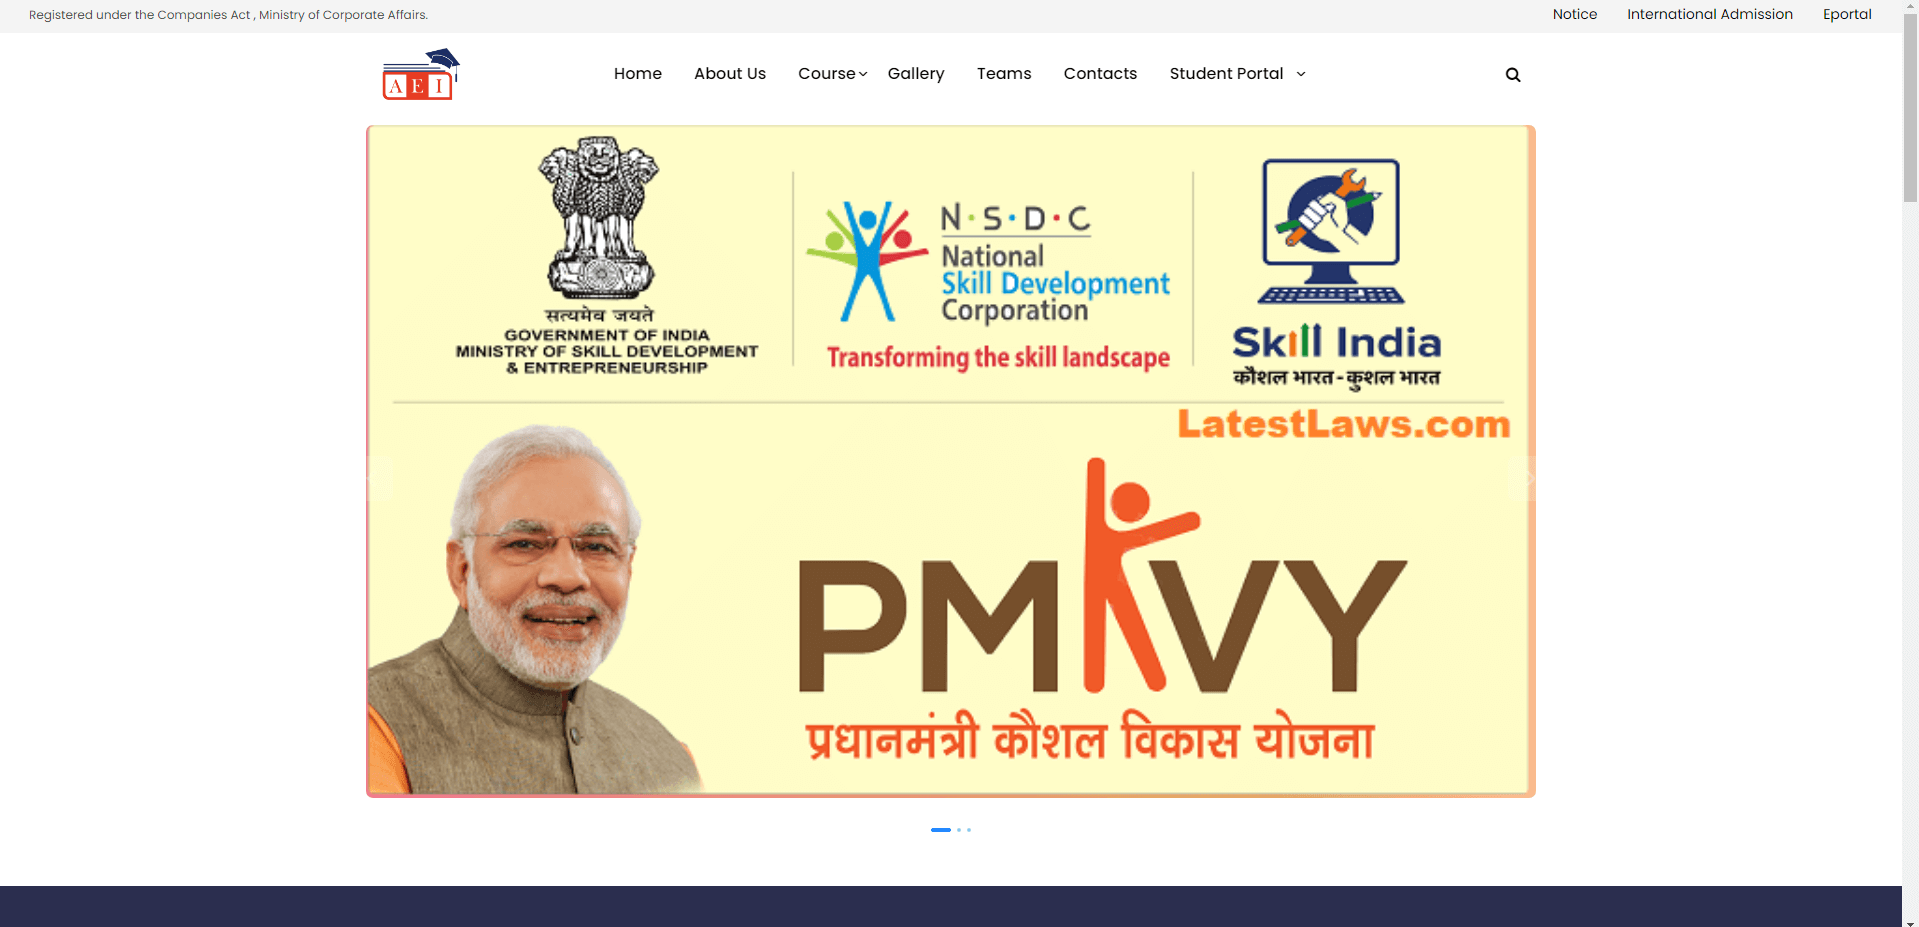 Registered under the Companies Act , Ministry of Corporate Affairs.
Notice International Admission Eportal
AEI
Home About Us Course Gallery Teams Contacts Student Portal
सत्यमेव जयते
GOVERNMENT OF INDIA
MINISTRY OF SKILL DEVELOPMENT
& ENTREPRENEURSHIP
N·S·D·C
National
Skill Development
Corporation
Transforming the skill landscape
Skill India
कौशल भारत-कुशल भारत
LatestLaws.com
PMKVY
प्रधानमंत्री कौशल विकास योजना